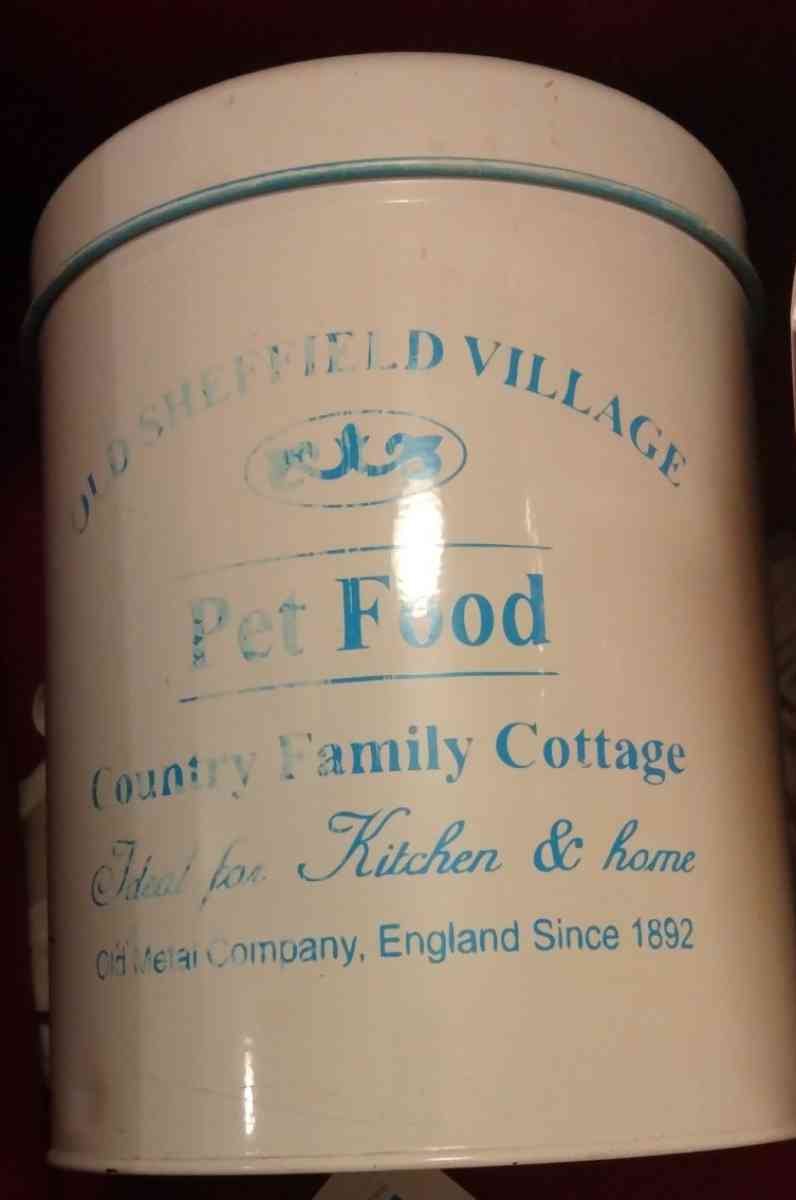 OLD SHEFFIELD VILLAGE
Pet Food
Country Family Cottage
Ideal for Kitchen & home
Old Metal Company, England Since 1892